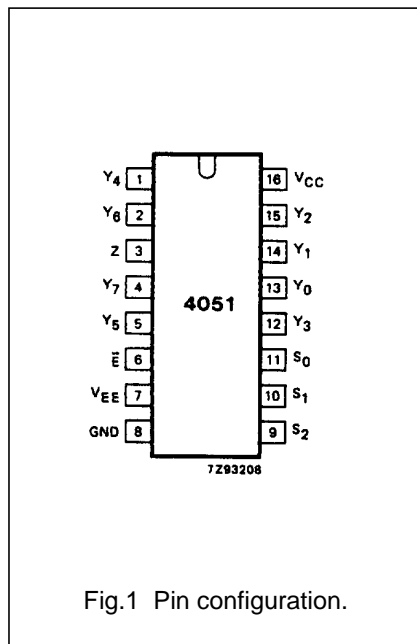 Y4 1 16 VCC
Y6 2 15 Y2
Z 3 14 Y1
Y7 4 13 Y0
4051
Y5 5 12 Y3
E̅ 6 11 S0
VEE 7 10 S1
GND 8 9 S2
7Z93208
Fig.1 Pin configuration.